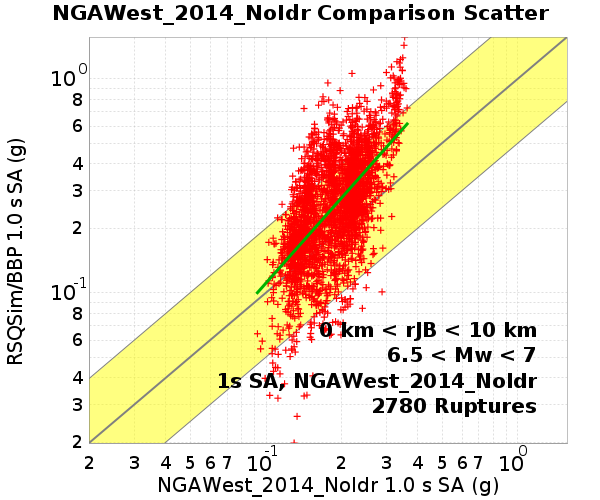 NGAWest_2014_NoIdr Comparison Scatter
RSQSim/BBP 1.0 s SA (g)
10^0
8
6
4
3
2
10^-1
8
6
4
3
2
0 km < rJB < 10 km
6.5 < Mw < 7
1s SA, NGAWest_2014_NoIdr
2780 Ruptures
2 3 4 5 6 7 10^-1 2 3 4 5 6 7 10^0
NGAWest_2014_NoIdr 1.0 s SA (g)